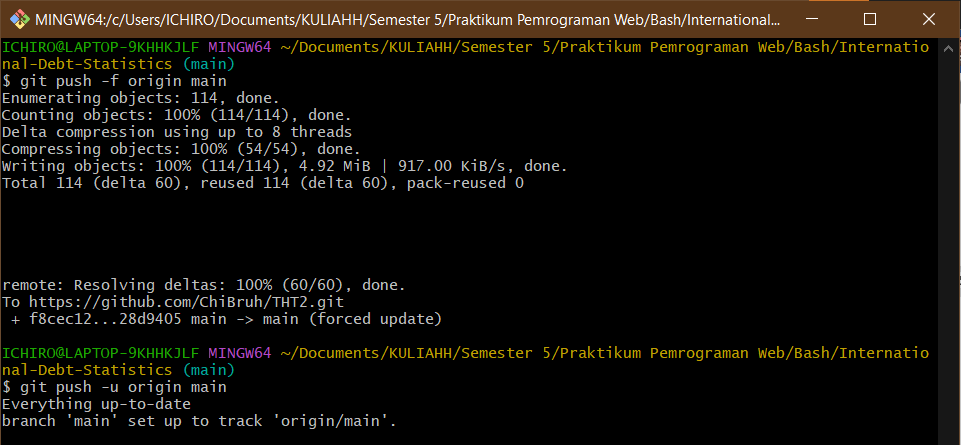 MINGW64:/c/Users/ICHIRO/Documents/KULIAHH/Semester 5/Praktikum Pemrograman Web/Bash/International...
ICHIRO@LAPTOP-9KHHKJLF MINGW64 ~/Documents/KULIAHH/Semester 5/Praktikum Pemrograman Web/Bash/Internatio
nal-Debt-Statistics (main)
$ git push -f origin main
Enumerating objects: 114, done.
Counting objects: 100% (114/114), done.
Delta compression using up to 8 threads
Compressing objects: 100% (54/54), done.
Writing objects: 100% (114/114), 4.92 MiB | 917.00 KiB/s, done.
Total 114 (delta 60), reused 114 (delta 60), pack-reused 0
remote: Resolving deltas: 100% (60/60), done.
To https://github.com/ChiBruh/THT2.git
 + f8cec12...28d9405 main -> main (forced update)
ICHIRO@LAPTOP-9KHHKJLF MINGW64 ~/Documents/KULIAHH/Semester 5/Praktikum Pemrograman Web/Bash/Internatio
nal-Debt-Statistics (main)
$ git push -u origin main
Everything up-to-date
branch 'main' set up to track 'origin/main'.